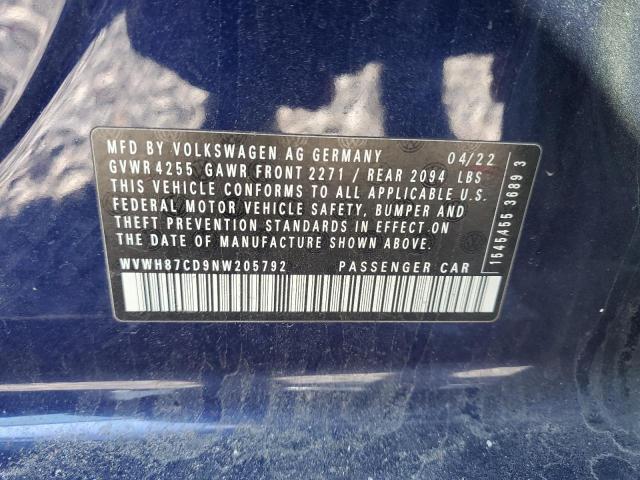 MFD BY VOLKSWAGEN AG GERMANY 04/22
GVWR 4255 GAWR FRONT 2271 / REAR 2094 LBS
THIS VEHICLE CONFORMS TO ALL APPLICABLE U.S.
FEDERAL MOTOR VEHICLE SAFETY, BUMPER AND
THEFT PREVENTION STANDARDS IN EFFECT ON
THE DATE OF MANUFACTURE SHOWN ABOVE.
WVWH87CD9NW205792 PASSENGER CAR
1545455 3689 3